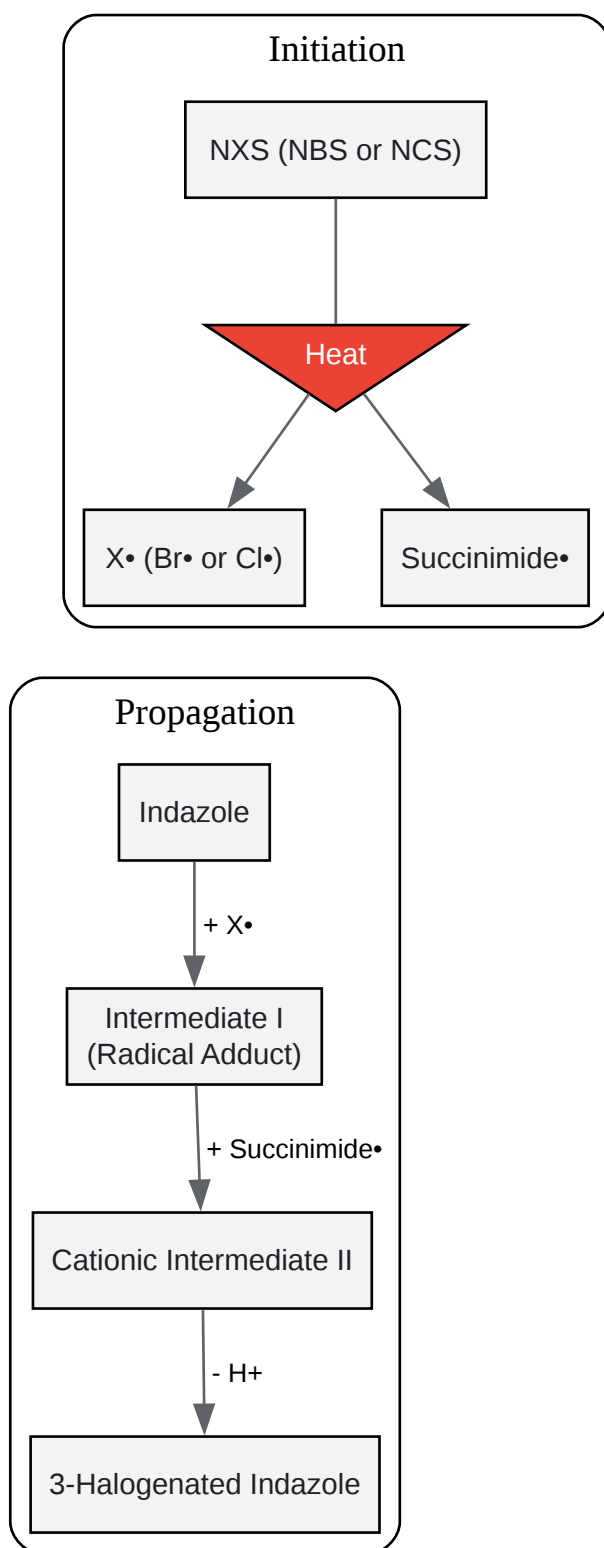 Initiation
NXS (NBS or NCS)
Heat
X• (Br• or Cl•)
Succinimide•
Propagation
Indazole
+ X•
Intermediate I
(Radical Adduct)
+ Succinimide•
Cationic Intermediate II
- H+
3-Halogenated Indazole